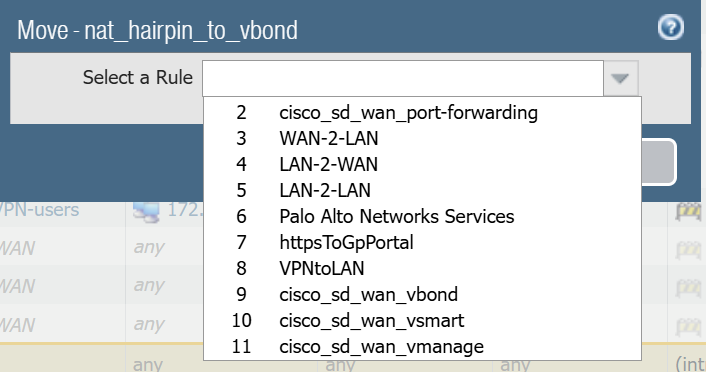 Move - nat_hairpin_to_vbond
Select a Rule
2 cisco_sd_wan_port-forwarding
3 WAN-2-LAN
4 LAN-2-WAN
5 LAN-2-LAN
6 Palo Alto Networks Services
7 httpsToGpPortal
8 VPNtoLAN
9 cisco_sd_wan_vbond
10 cisco_sd_wan_vsmart
11 cisco_sd_wan_vmanage
VPN-users 172.
WAN any
WAN any
WAN any
any any any (int